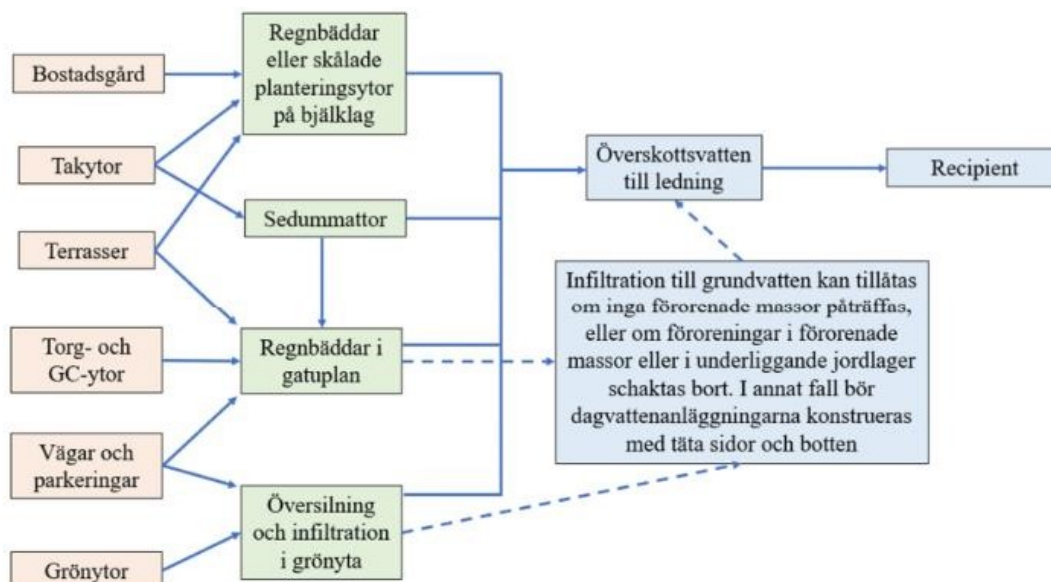 Bostadsgård
Takytor
Terrasser
Torg- och
GC-ytor
Vägar och
parkeringar
Grönytor
Regnbäddar
eller skålade
planteringsytor
på bjälklag
Sedummattor
Regnbäddar i
gatuplan
Översilning
och infiltration
i grönyta
Överskottsvatten
till ledning
Recipient
Infiltration till grundvatten kan tillåtas
om inga förorenade massor påträffas,
eller om föroreningar i förorenade
massor eller i underliggande jordlager
schaktas bort. I annat fall bör
dagvattenanläggningarna konstrueras
med täta sidor och botten